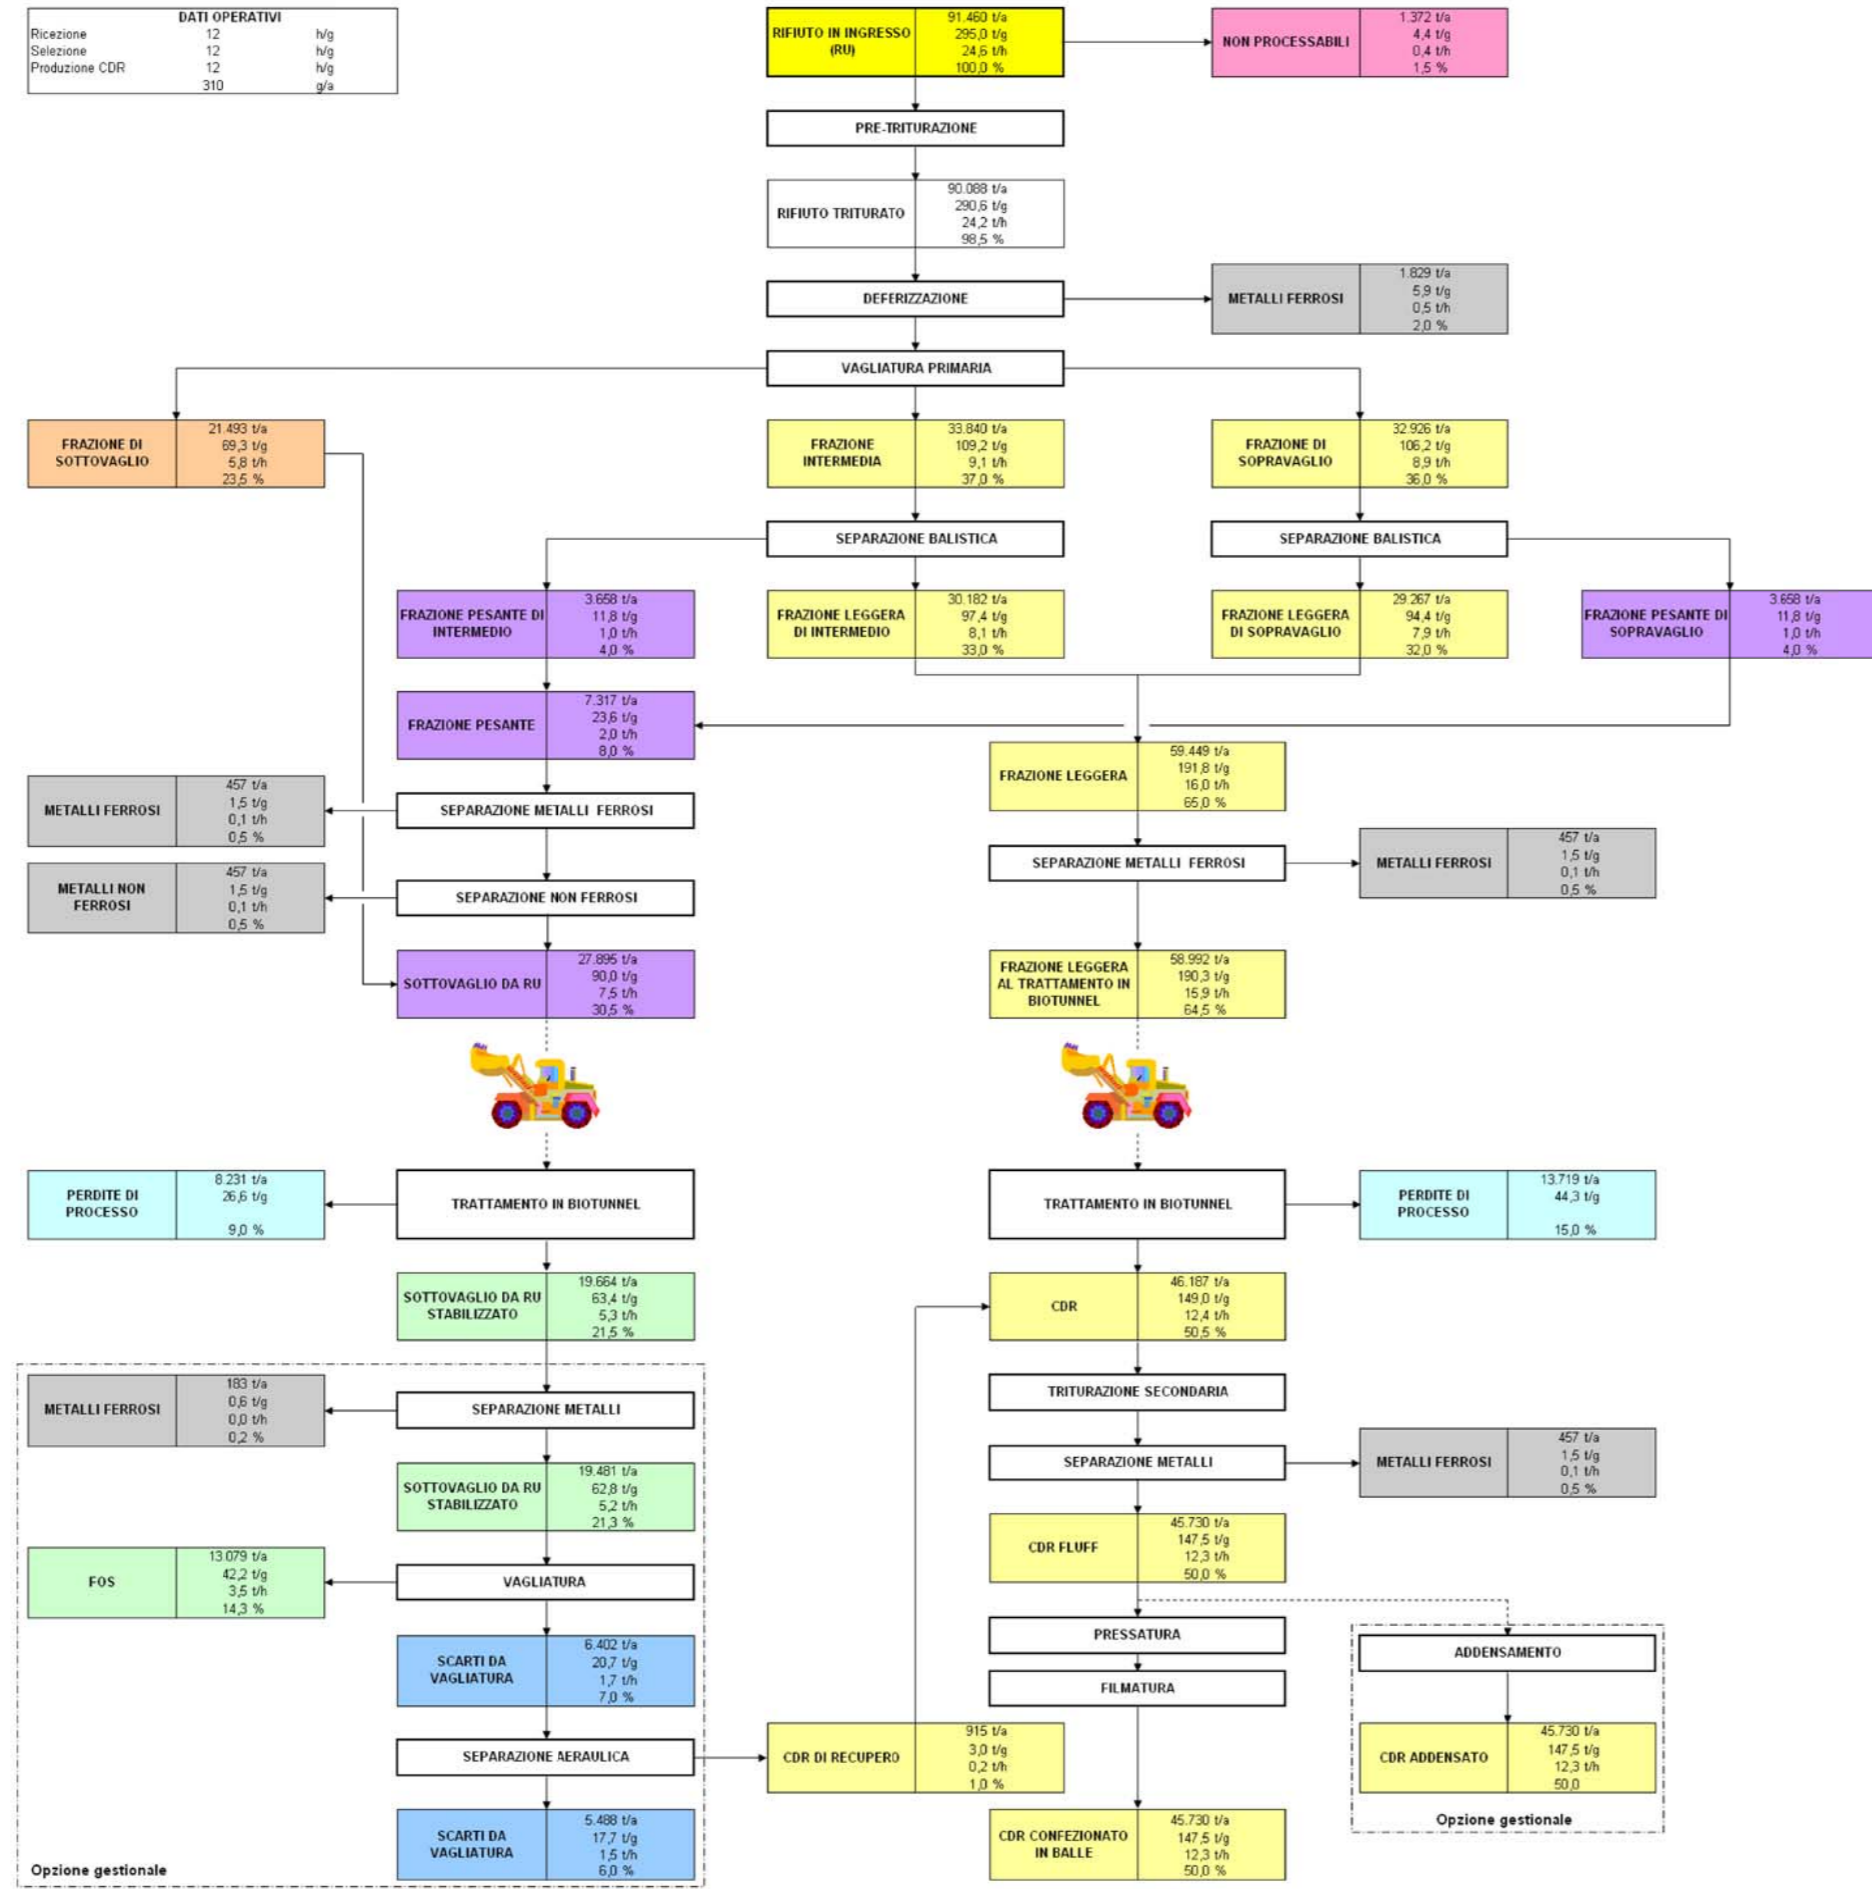 DATI OPERATIVI
Ricezione 12 h/g
Selezione 12 h/g
Produzione CDR 12 h/g
310 g/a
RIFIUTO IN INGRESSO
(RU)
91.460 t/a
295,0 t/g
24,6 t/h
100,0 %
NON PROCESSABILI
1.372 t/a
4,4 t/g
0,4 t/h
1,5 %
PRE-TRITURAZIONE
RIFIUTO TRITURATO
90.088 t/a
290,6 t/g
24,2 t/h
98,5 %
DEFERIZZAZIONE
METALLI FERROSI
1.829 t/a
5,9 t/g
0,5 t/h
2,0 %
VAGLIATURA PRIMARIA
FRAZIONE DI
SOTTOVAGLIO
21.493 t/a
69,3 t/g
5,8 t/h
23,5 %
FRAZIONE
INTERMEDIA
33.840 t/a
109,2 t/g
9,1 t/h
37,0 %
FRAZIONE DI
SOPRAVAGLIO
32.926 t/a
106,2 t/g
8,9 t/h
36,0 %
SEPARAZIONE BALISTICA
SEPARAZIONE BALISTICA
FRAZIONE PESANTE DI
INTERMEDIO
3.658 t/a
11,8 t/g
1,0 t/h
4,0 %
FRAZIONE LEGGERA
DI INTERMEDIO
30.182 t/a
97,4 t/g
8,1 t/h
33,0 %
FRAZIONE LEGGERA
DI SOPRAVAGLIO
29.267 t/a
94,4 t/g
7,9 t/h
32,0 %
FRAZIONE PESANTE DI
SOPRAVAGLIO
3.658 t/a
11,8 t/g
1,0 t/h
4,0 %
FRAZIONE PESANTE
7.317 t/a
23,6 t/g
2,0 t/h
8,0 %
FRAZIONE LEGGERA
59.449 t/a
191,8 t/g
16,0 t/h
65,0 %
METALLI FERROSI
457 t/a
1,5 t/g
0,1 t/h
0,5 %
SEPARAZIONE METALLI FERROSI
SEPARAZIONE METALLI FERROSI
METALLI FERROSI
457 t/a
1,5 t/g
0,1 t/h
0,5 %
METALLI NON
FERROSI
457 t/a
1,5 t/g
0,1 t/h
0,5 %
SEPARAZIONE NON FERROSI
SOTTOVAGLIO DA RU
27.895 t/a
90,0 t/g
7,5 t/h
30,5 %
FRAZIONE LEGGERA
AL TRATTAMENTO IN
BIOTUNNEL
58.992 t/a
190,3 t/g
15,9 t/h
64,5 %
PERDITE DI
PROCESSO
8.231 t/a
26,6 t/g
9,0 %
TRATTAMENTO IN BIOTUNNEL
TRATTAMENTO IN BIOTUNNEL
PERDITE DI
PROCESSO
13.719 t/a
44,3 t/g
15,0 %
SOTTOVAGLIO DA RU
STABILIZZATO
19.664 t/a
63,4 t/g
5,3 t/h
21,5 %
CDR
46.187 t/a
149,0 t/g
12,4 t/h
50,5 %
METALLI FERROSI
183 t/a
0,6 t/g
0,0 t/h
0,2 %
SEPARAZIONE METALLI
TRITURAZIONE SECONDARIA
SEPARAZIONE METALLI
METALLI FERROSI
457 t/a
1,5 t/g
0,1 t/h
0,5 %
SOTTOVAGLIO DA RU
STABILIZZATO
19.481 t/a
62,8 t/g
5,2 t/h
21,3 %
CDR FLUFF
45.730 t/a
147,5 t/g
12,3 t/h
50,0 %
FOS
13.079 t/a
42,2 t/g
3,5 t/h
14,3 %
VAGLIATURA
PRESSATURA
ADDENSAMENTO
SCARTI DA
VAGLIATURA
6.402 t/a
20,7 t/g
1,7 t/h
7,0 %
FILMATURA
SEPARAZIONE AERAULICA
CDR DI RECUPERO
915 t/a
3,0 t/g
0,2 t/h
1,0 %
CDR ADDENSATO
45.730 t/a
147,5 t/g
12,3 t/h
50,0
Opzione gestionale
SCARTI DA
VAGLIATURA
5.488 t/a
17,7 t/g
1,5 t/h
6,0 %
CDR CONFEZIONATO
IN BALLE
45.730 t/a
147,5 t/g
12,3 t/h
50,0 %
Opzione gestionale